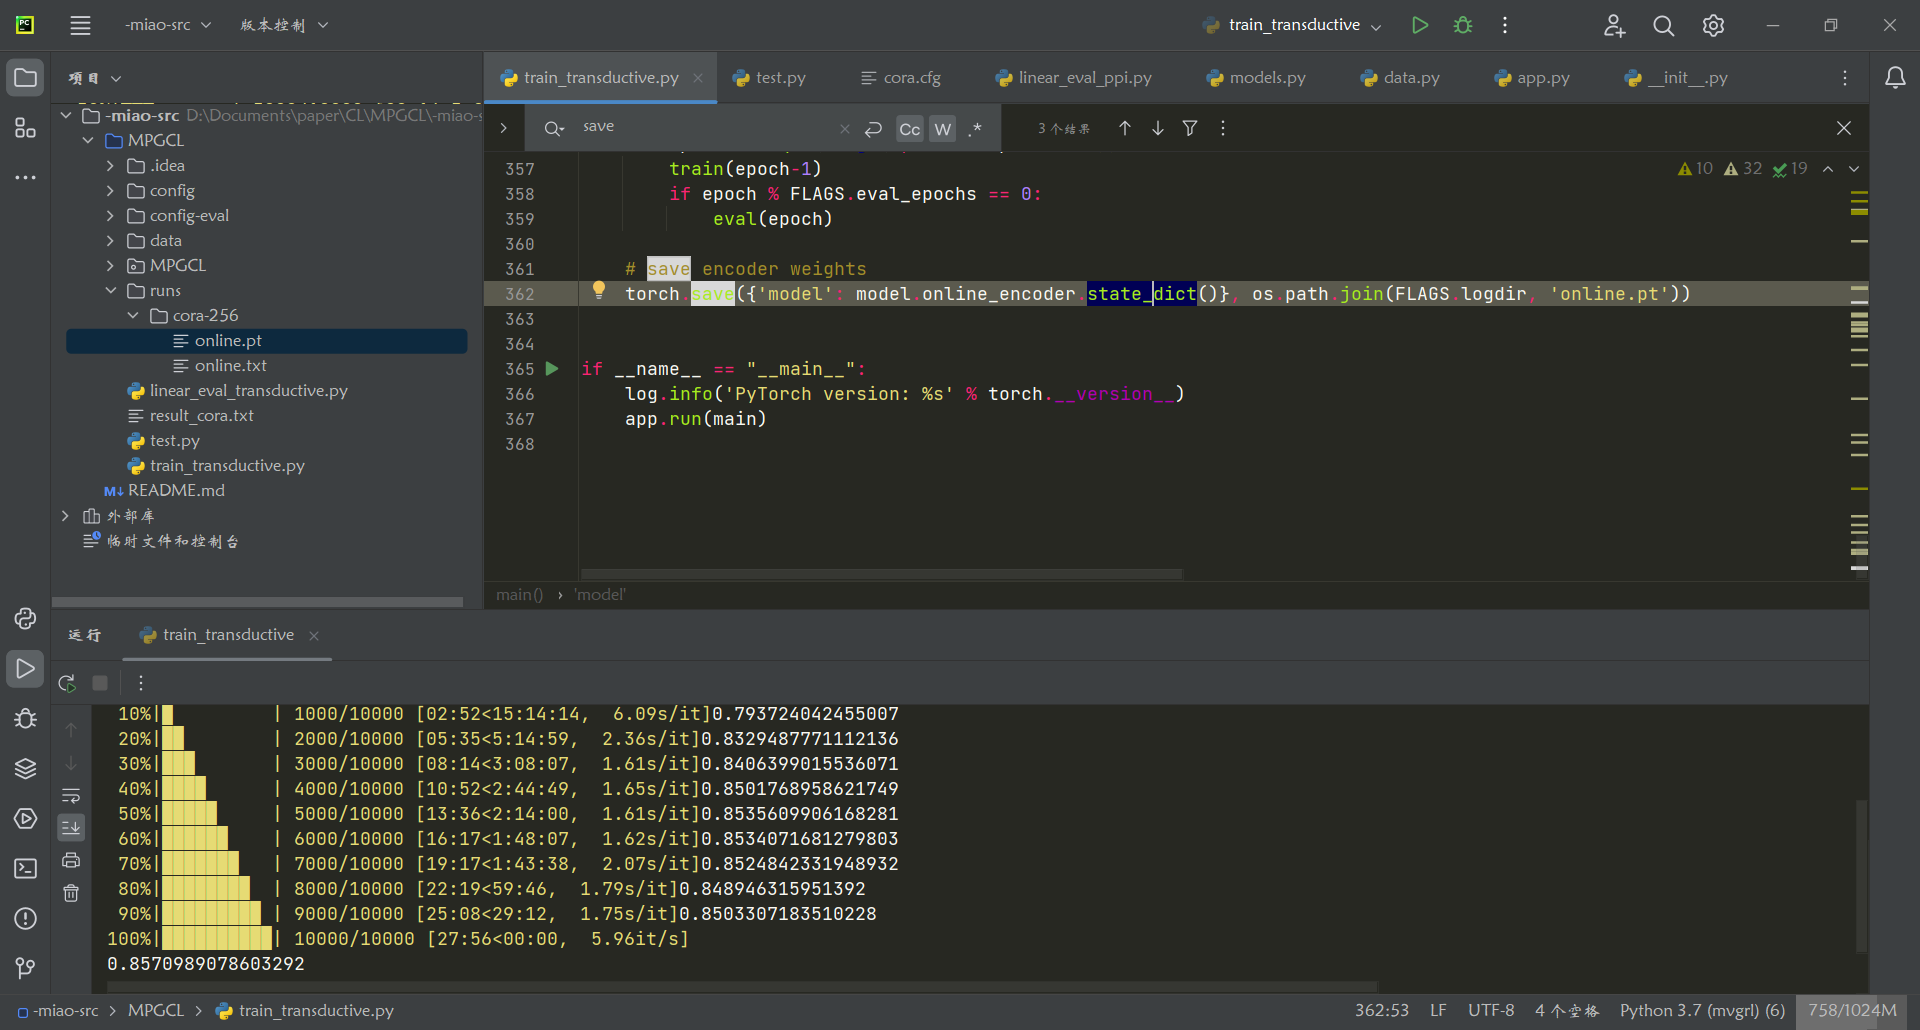 -miao-src 版本控制 train_transductive
项目
train_transductive.py test.py cora.cfg linear_eval_ppi.py models.py data.py app.py __init__.py
-miao-src D:\Documents\paper\CL\MPGCL\-miao-s
MPGCL
.idea
config
config-eval
data
MPGCL
runs
cora-256
online.pt
online.txt
linear_eval_transductive.py
result_cora.txt
test.py
train_transductive.py
README.md
外部库
临时文件和控制台
save Cc W .* 3 个结果
10 32 19
357 train(epoch-1)
358 if epoch % FLAGS.eval_epochs == 0:
359 eval(epoch)
360
361 # save encoder weights
362 torch.save({'model': model.online_encoder.state_dict()}, os.path.join(FLAGS.logdir, 'online.pt'))
363
364
365 if __name__ == "__main__":
366 log.info('PyTorch version: %s' % torch.__version__)
367 app.run(main)
368
main() › 'model'
运行 train_transductive
10%| | 1000/10000 [02:52<15:14:14, 6.09s/it]0.793724042455007
20%| | 2000/10000 [05:35<5:14:59, 2.36s/it]0.8329487771112136
30%| | 3000/10000 [08:14<3:08:07, 1.61s/it]0.8406399015536071
40%| | 4000/10000 [10:52<2:44:49, 1.65s/it]0.8501768958621749
50%| | 5000/10000 [13:36<2:14:00, 1.61s/it]0.8535609906168281
60%| | 6000/10000 [16:17<1:48:07, 1.62s/it]0.8534071681279803
70%| | 7000/10000 [19:17<1:43:38, 2.07s/it]0.8524842331948932
80%| | 8000/10000 [22:19<59:46, 1.79s/it]0.848946315951392
90%| | 9000/10000 [25:08<29:12, 1.75s/it]0.8503307183510228
100%| | 10000/10000 [27:56<00:00, 5.96it/s]
0.8570989078603292
-miao-src > MPGCL > train_transductive.py 362:53 LF UTF-8 4 个空格 Python 3.7 (mvgrl) (6) 758/1024M